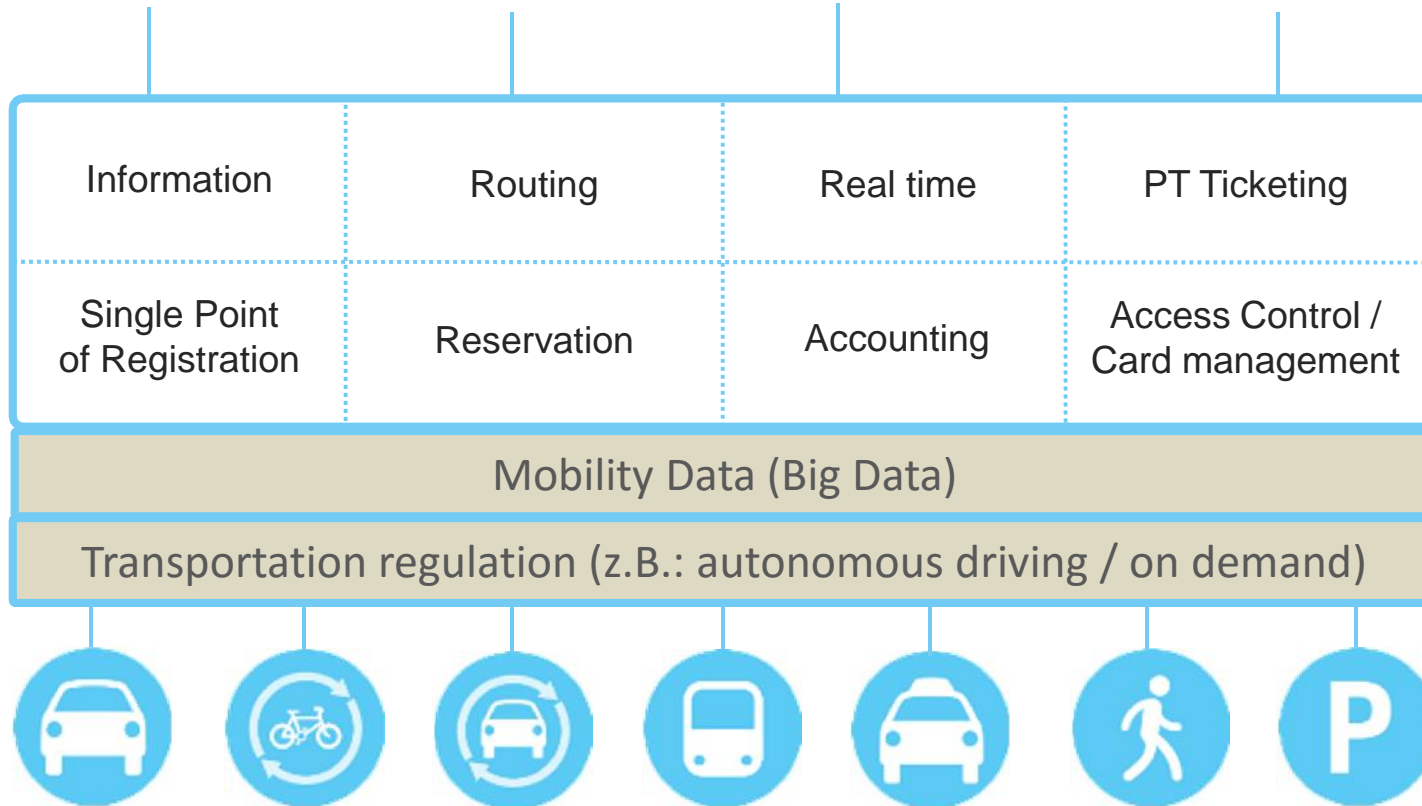 Information
Routing
Real time
PT Ticketing
Single Point
of Registration
Reservation
Accounting
Access Control /
Card management
Mobility Data (Big Data)
Transportation regulation (z.B.: autonomous driving / on demand)
P